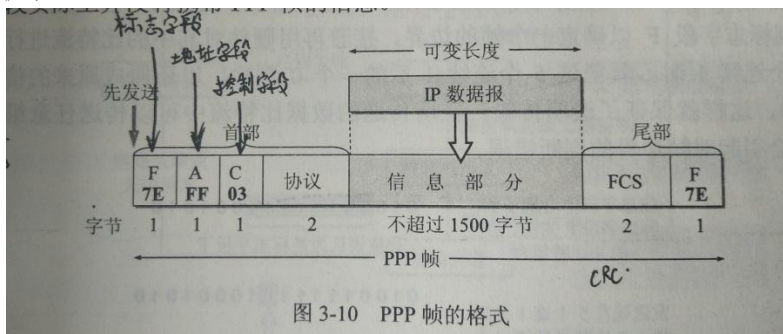 标志字段
地址字段
控制字段
可变长度
IP 数据报
先发送
首部
尾部
F A C 协议 信息部分 FCS F
7E FF 03 7E
字节 1 1 1 2 不超过 1500 字节 2 1
PPP 帧
CRC.
图 3-10 PPP 帧的格式